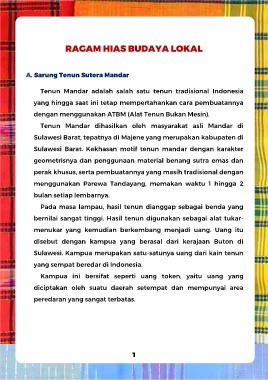 RAGAM HIAS BUDAYA LOKAL
A. Sarung Tenun Sutera Mandar
Tenun Mandar adalah salah satu tenun tradisional Indonesia
yang hingga saat ini tetap mempertahankan cara pembuatannya
dengan menggunakan ATBM (Alat Tenun Bukan Mesin).
Tenun Mandar dihasilkan oleh masyarakat asli Mandar di
Sulawesi Barat, tepatnya di Majene yang merupakan kabupaten di
Sulawesi Barat. Kekhasan motif tenun mandar dengan karakter
geometrisnya dan penggunaan material benang sutra emas dan
perak khusus, serta pembuatannya yang masih tradisional dengan
menggunakan Parewa Tandayang, memakan waktu 1 hingga 2
bulan setiap lembarnya.
Pada masa lampau, hasil tenun dianggap sebagai benda yang
bernilai sangat tinggi. Hasil tenun digunakan sebagai alat tukar-
menukar yang kemudian berkembang menjadi uang. Uang itu
disebut dengan kampua yang berasal dari kerajaan Buton di
Sulawesi. Kampua merupakan satu-satunya uang dari kain tenun
yang sempat beredar di Indonesia.
Kampua ini bersifat seperti uang token, yaitu uang yang
diciptakan oleh suatu daerah setempat dan mempunyai area
peredaran yang sangat terbatas.
1